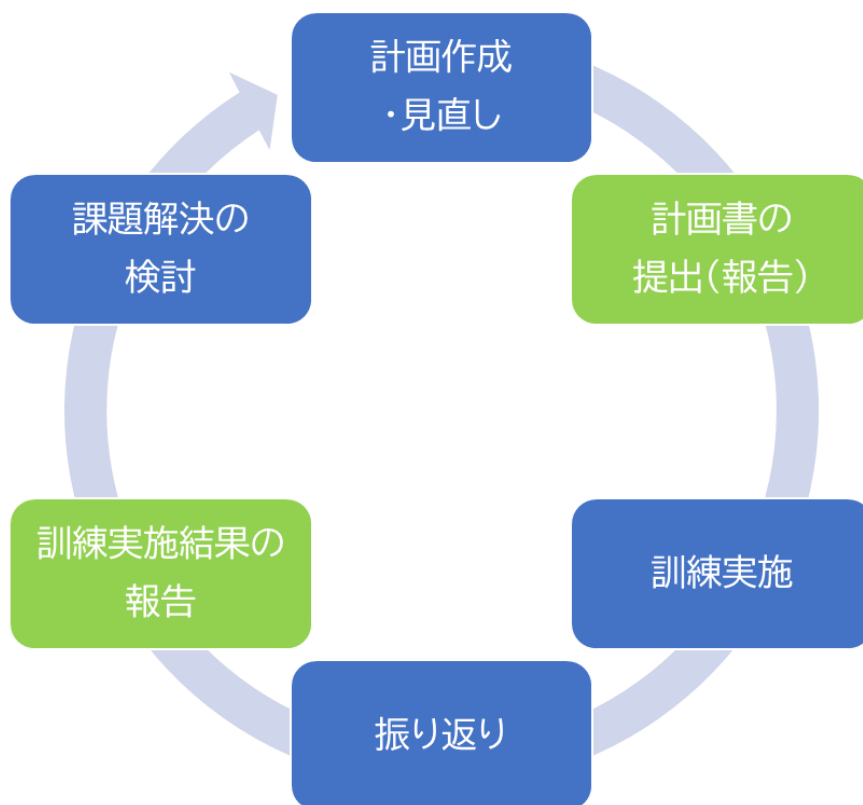 計画作成
・見直し
計画書の
提出（報告）
訓練実施
振り返り
訓練実施結果の
報告
課題解決の
検討